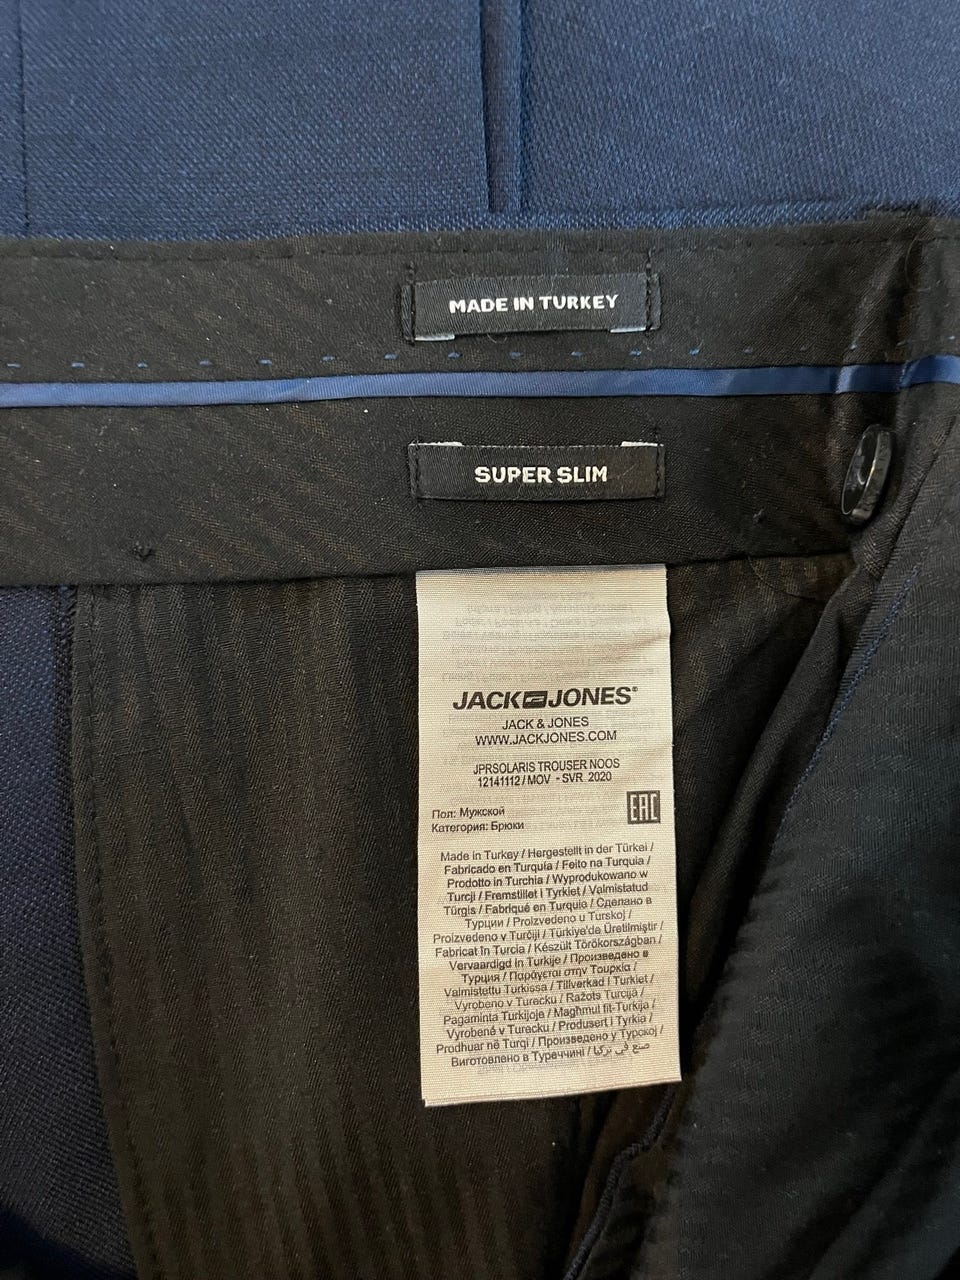 MADE IN TURKEY
SUPER SLIM
JACK JONES®
JACK & JONES
WWW.JACKJONES.COM
JPRSOLARIS TROUSER NOOS
12141112 / MOV - SVR 2020
EAC
Пол: Мужской
Категория: Брюки
Made in Turkey / Hergestellt in der Türkei /
Fabricado en Turquía / Feito na Turquia /
Prodotto in Turchia / Wyprodukowano w
Turcji / Fremstillet i Tyrkiet / Valmistatud
Türgis / Fabriqué en Turquie / Сделано в
Турции / Proizvedeno u Turskoj /
Proizvedeno v Turčiji / Türkiye'de Üretilmiştir /
Fabricat în Turcia / Készült Törökországban /
Vervaardigd in Turkije / Произведено в
Турция / Παράγεται στην Τουρκία /
Valmistettu Turkissa / Tillverkad i Turkiet /
Vyrobeno v Turecku / Ražots Turcijā /
Pagaminta Turkijoje / Maghmul fit-Turkija /
Vyrobené v Turecku / Produsert i Tyrkia /
Prodhuar në Turqi / Произведено у Турској /
Виготовлено в Туреччині / صنع في تركيا